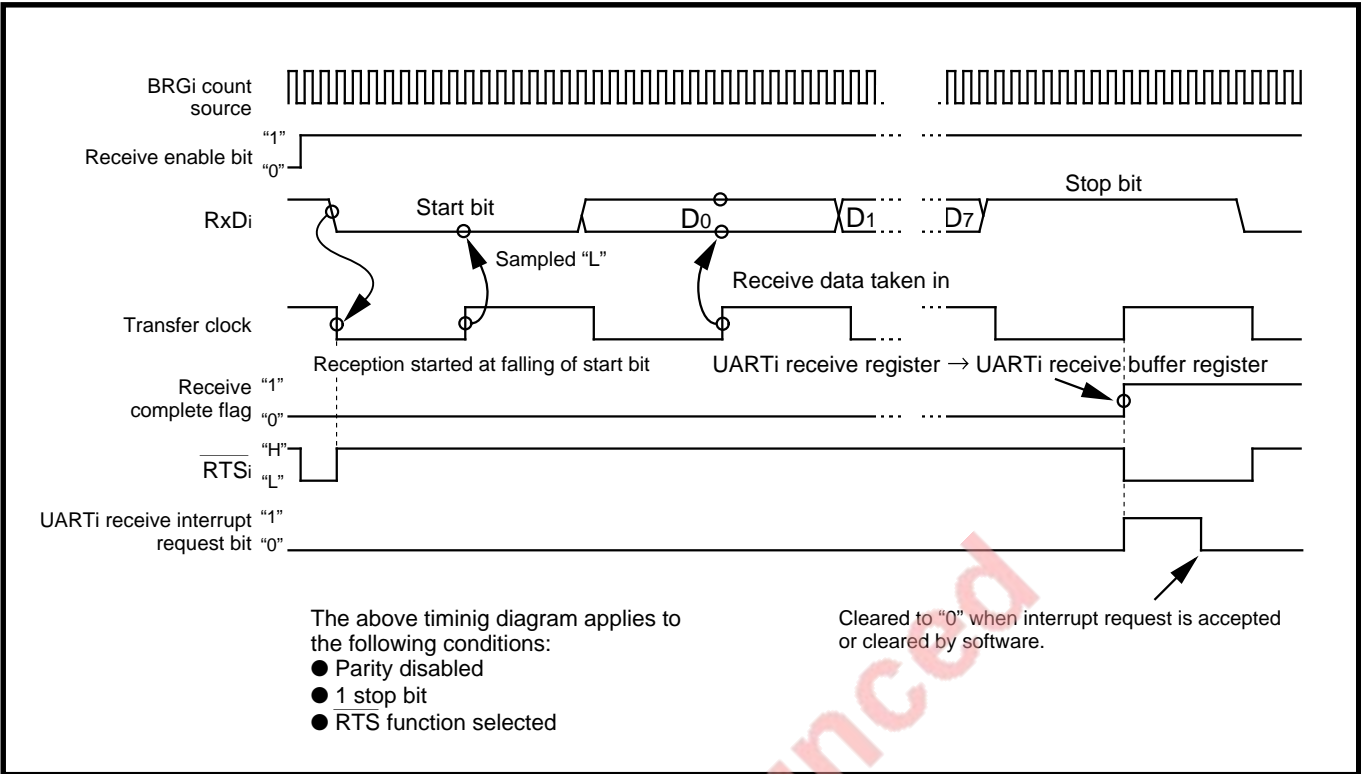 BRGi count
source
Receive enable bit
“1”
“0”
RxDi
Start bit
D0
D1
D7
Stop bit
Sampled “L”
Receive data taken in
Transfer clock
Reception started at falling of start bit
UARTi receive register → UARTi receive buffer register
Receive
complete flag
“1”
“0”
RTSi
“H”
“L”
UARTi receive interrupt
request bit
“1”
“0”
The above timinig diagram applies to
the following conditions:
● Parity disabled
● 1 stop bit
● RTS function selected
Cleared to “0” when interrupt request is accepted
or cleared by software.